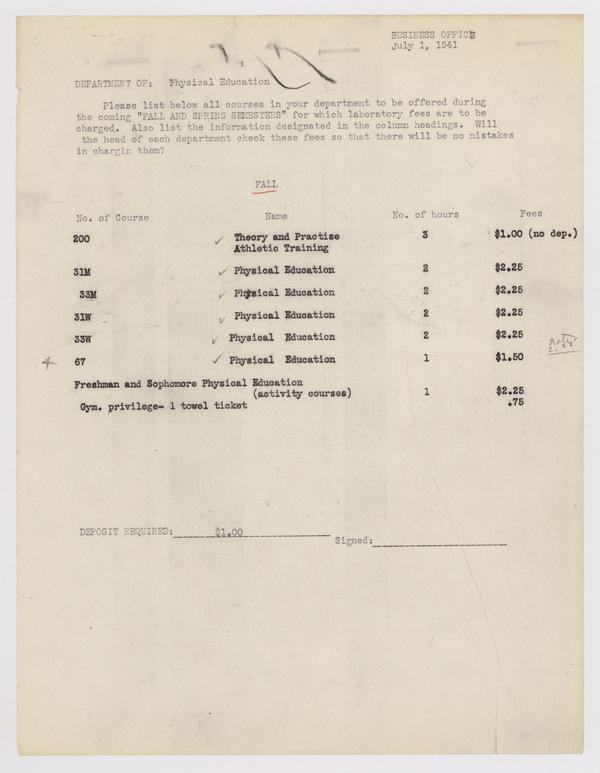 BUSINESS OFFICE
July 1, 1941
DEPARTMENT OF: Physical Education
Please list below all courses in your department to be offered during
the coming "FALL AND SPRING SEMESTERS" for which laboratory fees are to be
charged. Also list the information designated in the column headings. Will
the head of each department check these fees so that there will be no mistakes
in chargin them?
FALL
No. of Course Name No. of hours Fees
200 ✓ Theory and Practise 3 $1.00 (no dep.)
Athletic Training
31M ✓ Physical Education 2 $2.25
33M ✓ Physical Education 2 $2.25
31W ✓ Physical Education 2 $2.25
33W ✓ Physical Education 2 $2.25
4 67 ✓ Physical Education 1 $1.50
Freshman and Sophomore Physical Education
(activity courses) 1 $2.25
Gym. privilege- 1 towel ticket .75
DEPOSIT REQUIRED: $1.00
Signed: